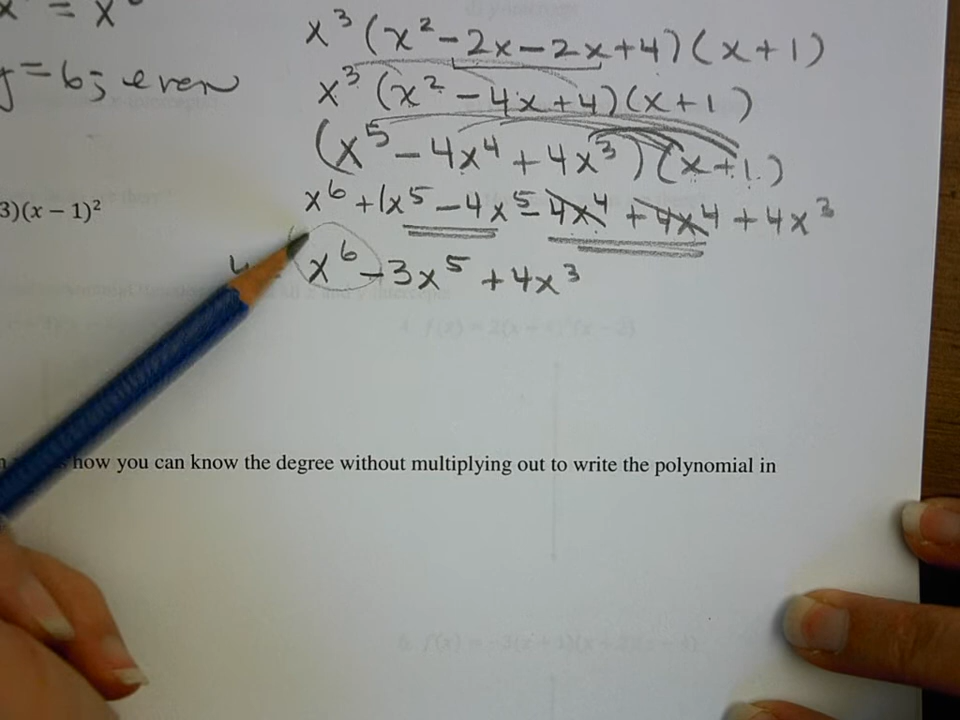 x³(x²-2x-2x+4)(x+1)
= x
x³(x²-4x+4)(x+1)
=6; even
(x⁵-4x⁴+4x³)(x+1)
x⁶+1x⁵-4x⁵-4x⁴+4x⁴+4x³
3)(x − 1)²
x⁶-3x⁵+4x³
how you can know the degree without multiplying out to write the polynomial in